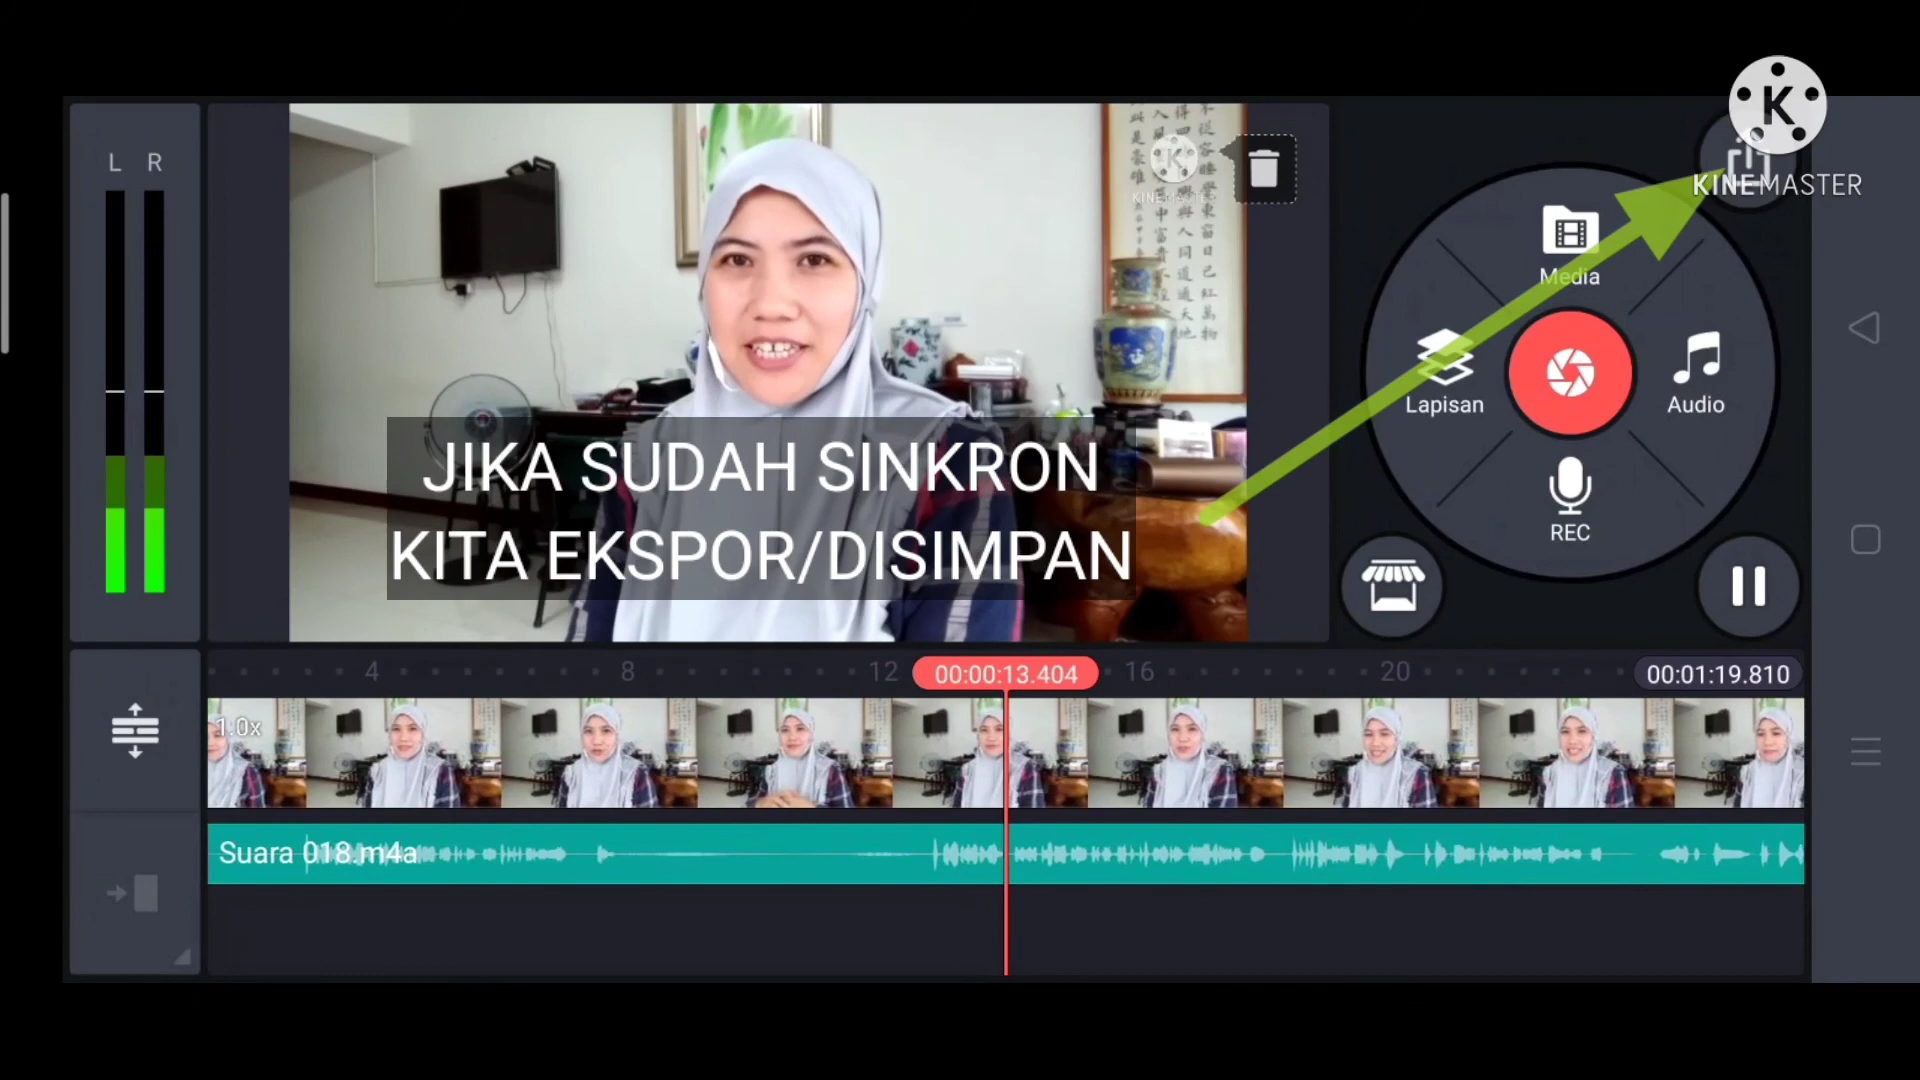 KINEMASTER
L R
KINEMASTER
Media
Lapisan
Audio
REC
JIKA SUDAH SINKRON
KITA EKSPOR/DISIMPAN
4 8 12 00:00:13.404 16 20 00:01:19.810
1.0x
Suara 018.m4a